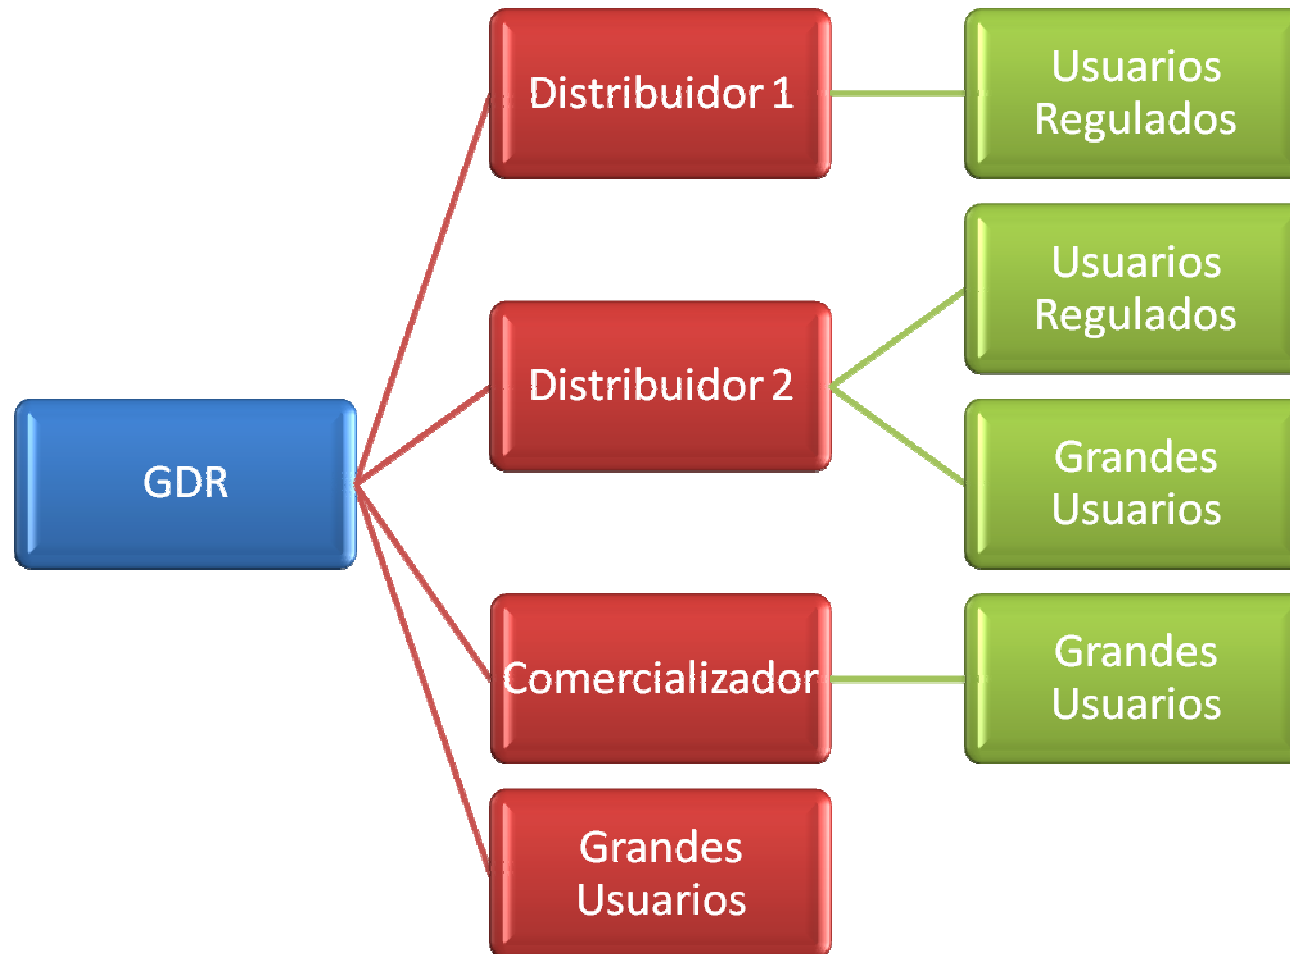 GDR
Distribuidor 1
Usuarios
Regulados
Distribuidor 2
Usuarios
Regulados
Grandes
Usuarios
Comercializador
Grandes
Usuarios
Grandes
Usuarios